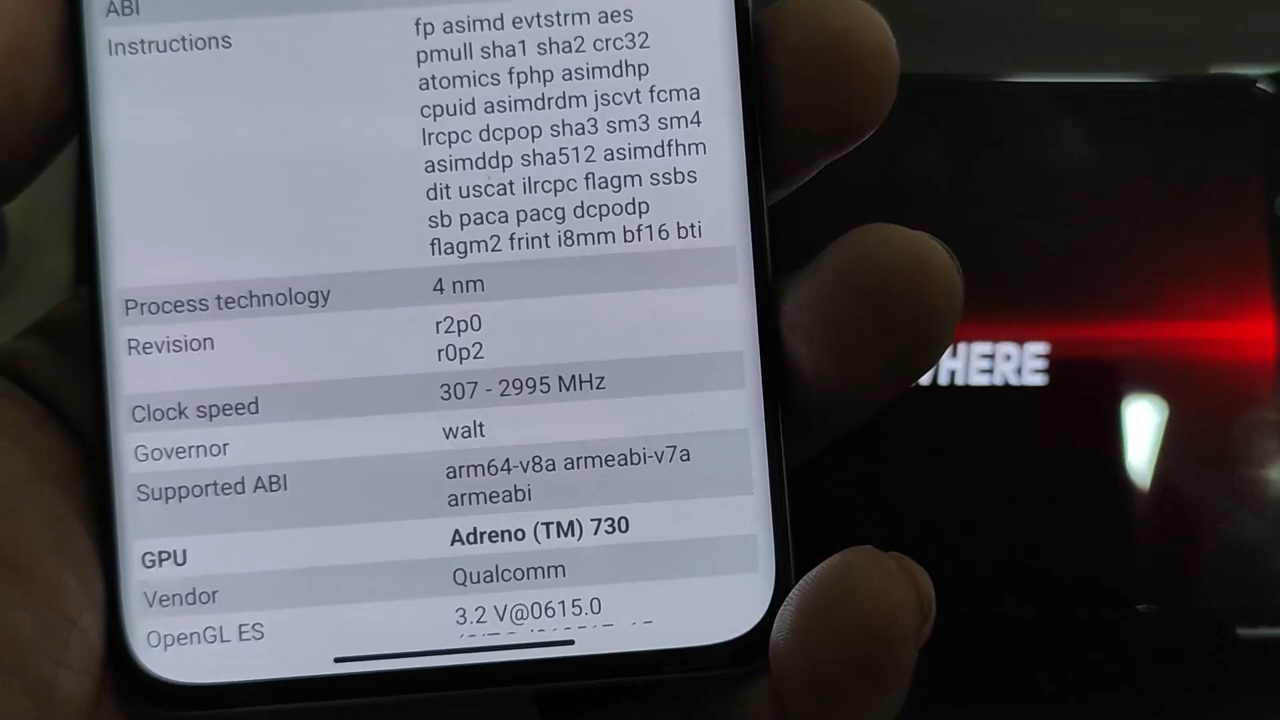 ABI
Instructions
fp asimd evtstrm aes
pmull sha1 sha2 crc32
atomics fphp asimdhp
cpuid asimdrdm jscvt fcma
lrcpc dcpop sha3 sm3 sm4
asimddp sha512 asimdfhm
dit uscat ilrcpc flagm ssbs
sb paca pacg dcpodp
flagm2 frint i8mm bf16 bti
Process technology 4 nm
Revision r2p0
r0p2
Clock speed 307 - 2995 MHz
Governor walt
Supported ABI arm64-v8a armeabi-v7a
armeabi
GPU Adreno (TM) 730
Vendor Qualcomm
OpenGL ES 3.2 V@0615.0
HERE